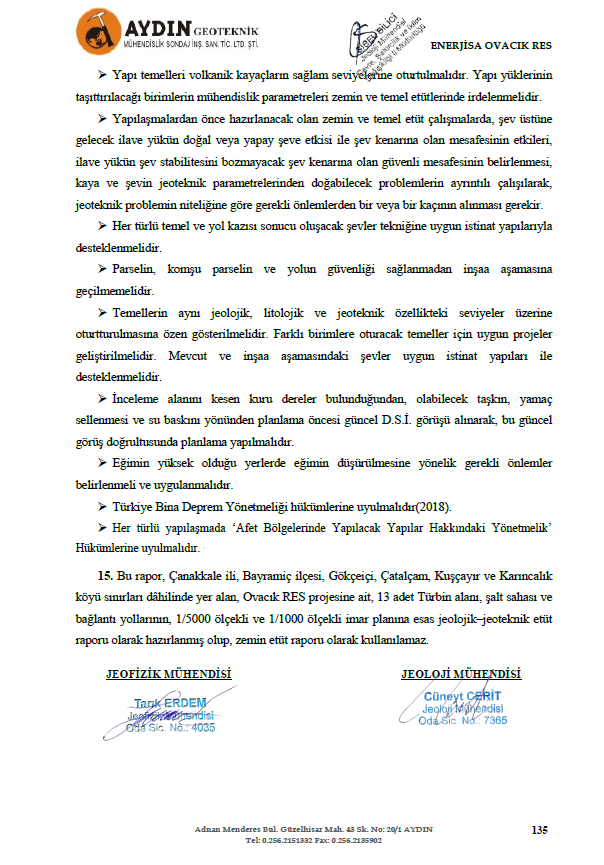 AYDIN GEOTEKNİK
MÜHENDİSLİK SONDAJ İNŞ. SAN. TİC. LTD. ŞTİ.
SİBEL BİLİCİ
Jeoloji Mühendisi
Çevre, Şehircilik ve İklim
Değişikliği İl Müdürlüğü
ENERJİSA OVACIK RES
➢ Yapı temelleri volkanik kayaçların sağlam seviyelerine oturtulmalıdır. Yapı yüklerinin
taşıttırılacağı birimlerin mühendislik parametreleri zemin ve temel etütlerinde irdelenmelidir.
➢ Yapılaşmalardan önce hazırlanacak olan zemin ve temel etüt çalışmalarda, şev üstüne
gelecek ilave yükün doğal veya yapay şeve etkisi ile şev kenarına olan mesafesinin etkileri,
ilave yükün şev stabilitesini bozmayacak şev kenarına olan güvenli mesafesinin belirlenmesi,
kaya ve şevin jeoteknik parametrelerinden doğabilecek problemlerin ayrıntılı çalışılarak,
jeoteknik problemin niteliğine göre gerekli önlemlerden bir veya bir kaçının alınması gerekir.
➢ Her türlü temel ve yol kazısı sonucu oluşacak şevler tekniğine uygun istinat yapılarıyla
desteklenmelidir.
➢ Parselin, komşu parselin ve yolun güvenliği sağlanmadan inşaa aşamasına
geçilmemelidir.
➢ Temellerin aynı jeolojik, litolojik ve jeoteknik özellikteki seviyeler üzerine
oturtturulmasına özen gösterilmelidir. Farklı birimlere oturacak temeller için uygun projeler
geliştirilmelidir. Mevcut ve inşaa aşamasındaki şevler uygun istinat yapıları ile
desteklenmelidir.
➢ İnceleme alanını kesen kuru dereler bulunduğundan, olabilecek taşkın, yamaç
sellenmesi ve su baskını yönünden planlama öncesi güncel D.S.İ. görüşü alınarak, bu güncel
görüş doğrultusunda planlama yapılmalıdır.
➢ Eğimin yüksek olduğu yerlerde eğimin düşürülmesine yönelik gerekli önlemler
belirlenmeli ve uygulanmalıdır.
➢ Türkiye Bina Deprem Yönetmeliği hükümlerine uyulmalıdır(2018).
➢ Her türlü yapılaşmada ‘Afet Bölgelerinde Yapılacak Yapılar Hakkındaki Yönetmelik’
Hükümlerine uyulmalıdır.
15. Bu rapor, Çanakkale ili, Bayramiç ilçesi, Gökçeiçi, Çatalçam, Kuşçayır ve Karıncalık
köyü sınırları dâhilinde yer alan, Ovacık RES projesine ait, 13 adet Türbin alanı, şalt sahası ve
bağlantı yollarının, 1/5000 ölçekli ve 1/1000 ölçekli imar planına esas jeolojik–jeoteknik etüt
raporu olarak hazırlanmış olup, zemin etüt raporu olarak kullanılamaz.
JEOFİZİK MÜHENDİSİ
JEOLOJİ MÜHENDİSİ
Tarık ERDEM
Jeofizik Mühendisi
Oda Sic. No.: 4035
Cüneyt CERİT
Jeoloji Mühendisi
Oda Sic. No.: 7365
Adnan Menderes Bul. Güzelhisar Mah. 43 Sk. No: 20/1 AYDIN
Tel: 0.256.2151332 Fax: 0.256.2135902
135